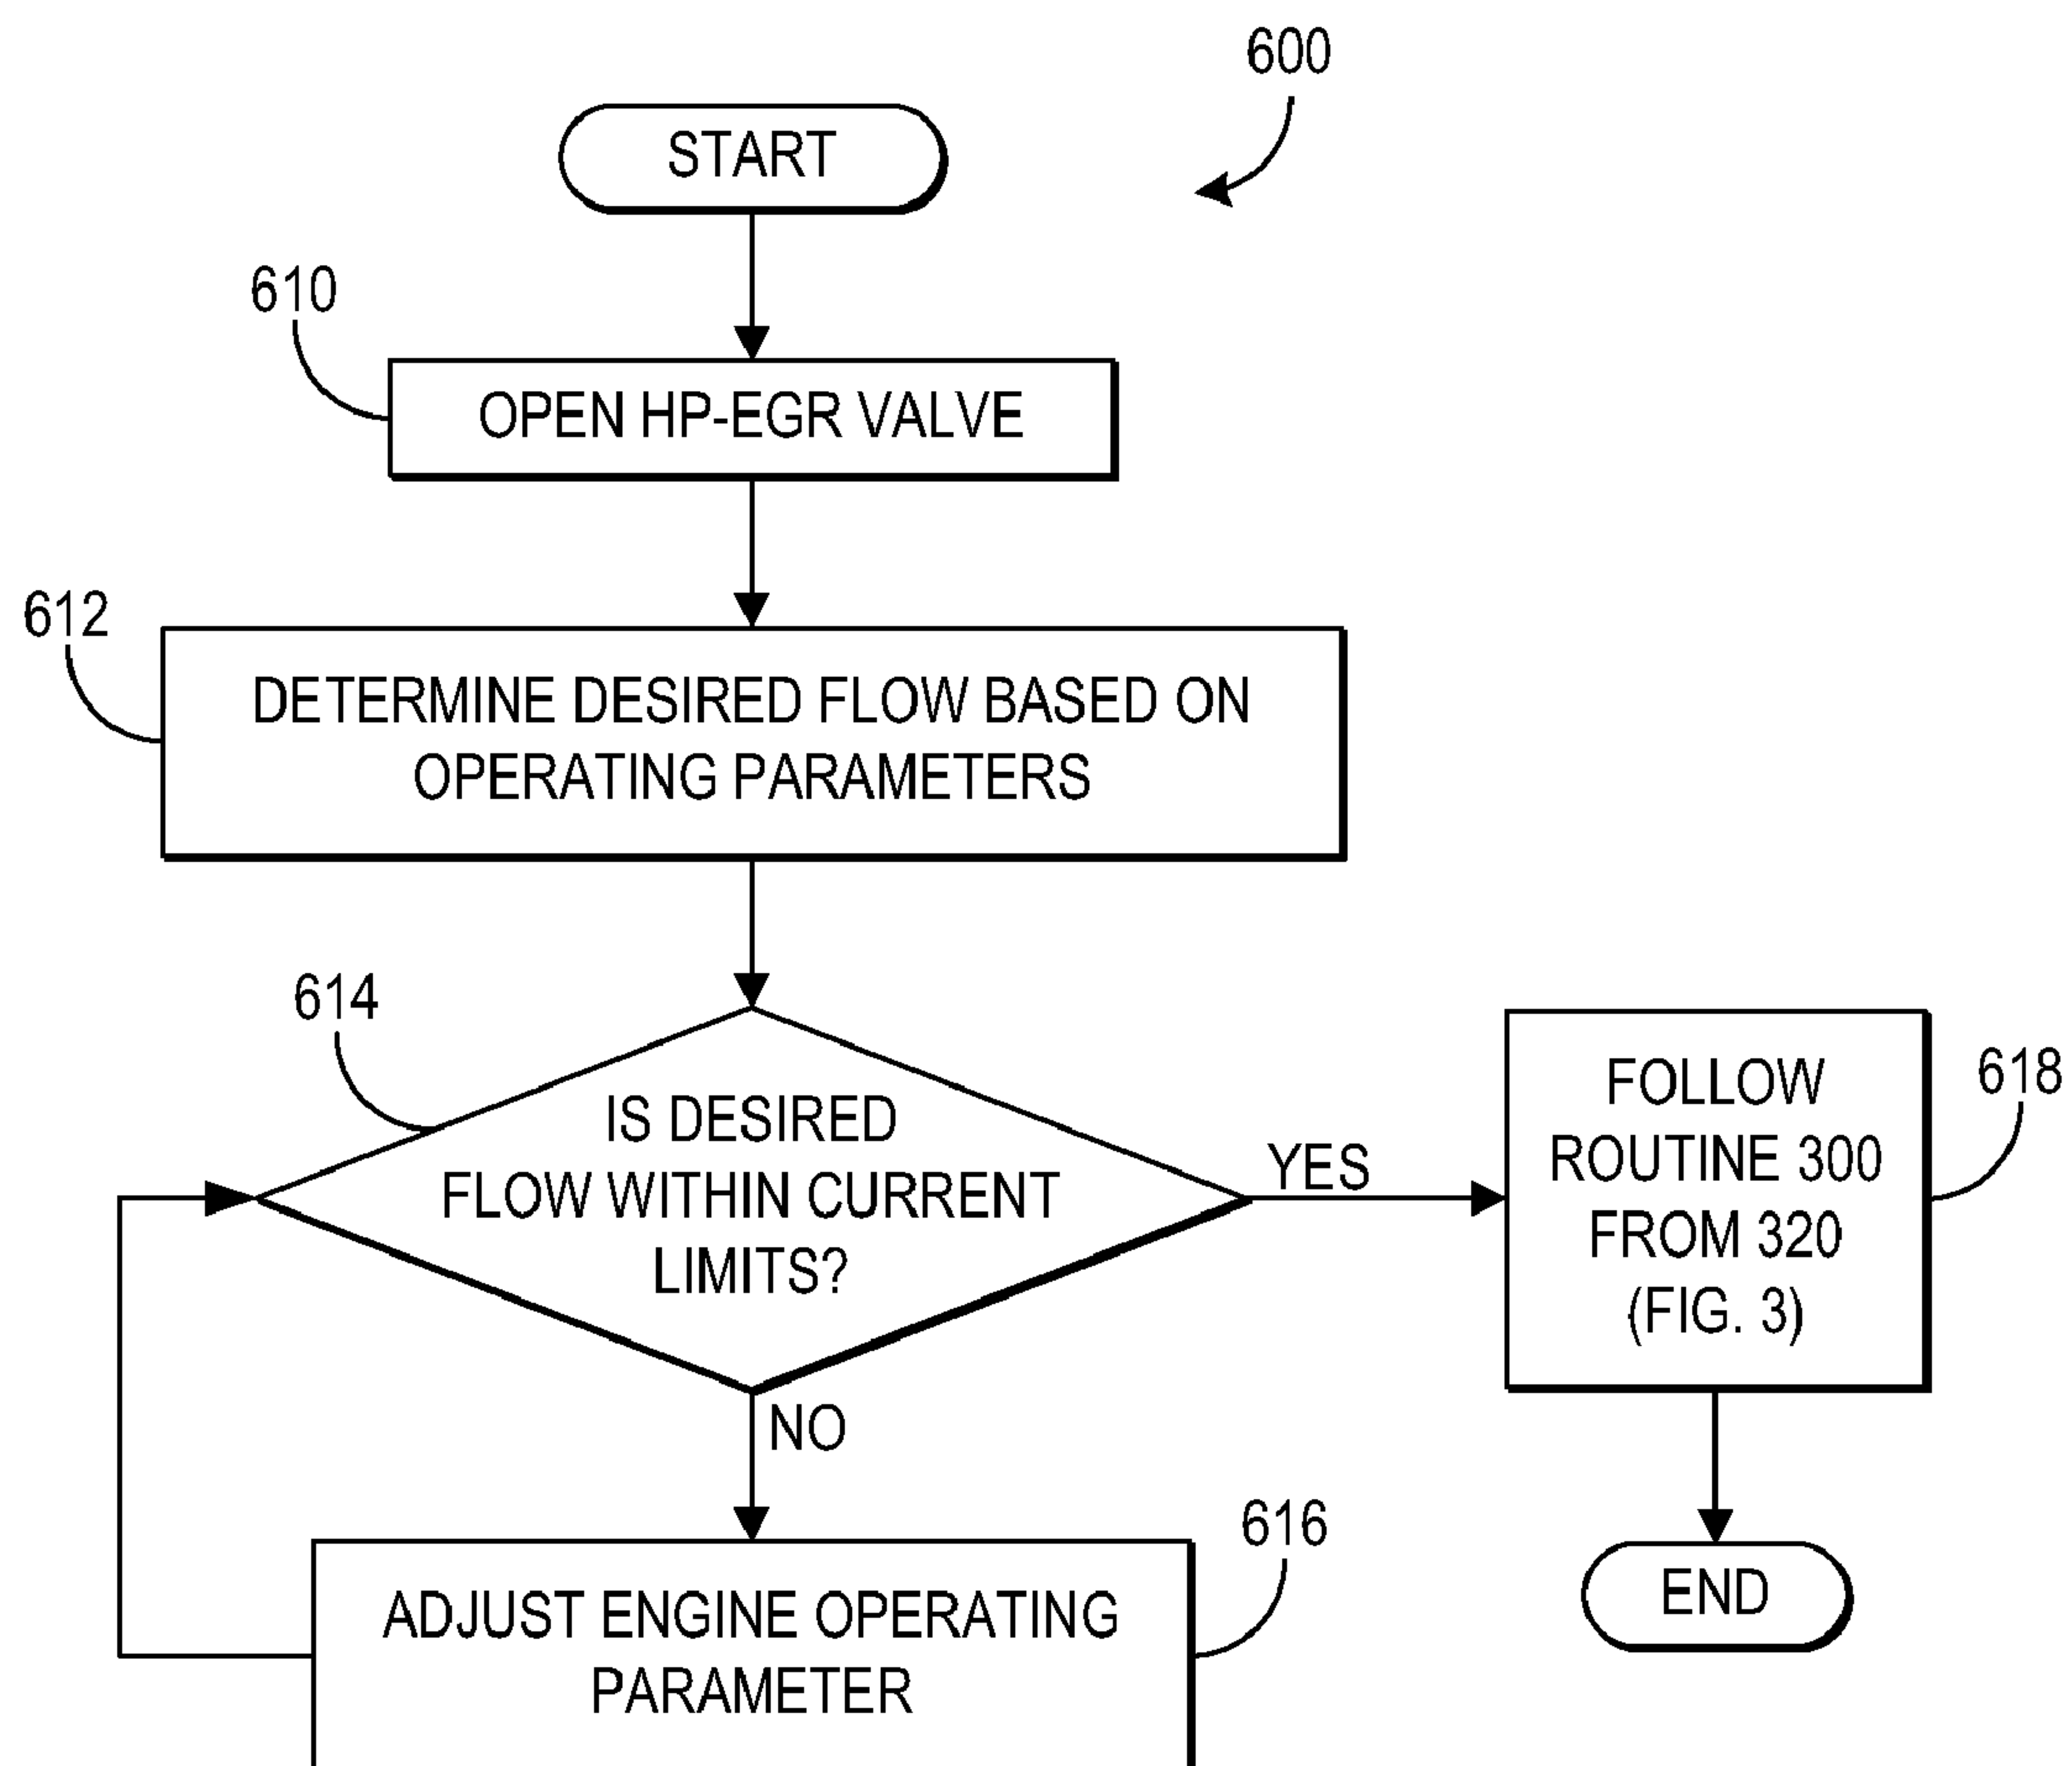 600
START
610
OPEN HP-EGR VALVE
612
DETERMINE DESIRED FLOW BASED ON
OPERATING PARAMETERS
614
IS DESIRED
FLOW WITHIN CURRENT
LIMITS?
YES
FOLLOW
ROUTINE 300
FROM 320
(FIG. 3)
618
NO
616
ADJUST ENGINE OPERATING
PARAMETER
END